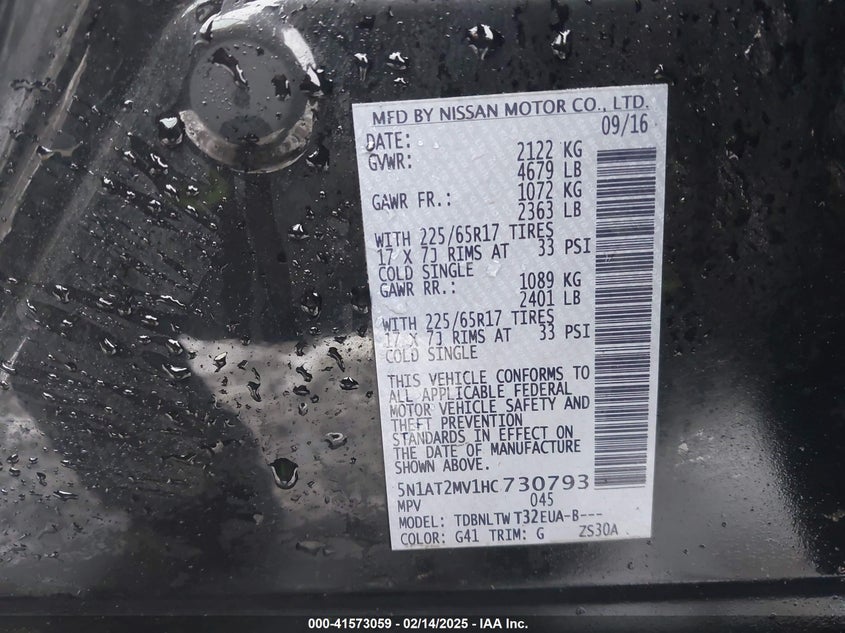 MFD BY NISSAN MOTOR CO., LTD.
DATE: 09/16
GVWR: 2122 KG
4679 LB
GAWR FR.: 1072 KG
2363 LB
WITH 225/65R17 TIRES
17 X 7J RIMS AT 33 PSI
COLD SINGLE
GAWR RR.: 1089 KG
2401 LB
WITH 225/65R17 TIRES
17 X 7J RIMS AT 33 PSI
COLD SINGLE
THIS VEHICLE CONFORMS TO
ALL APPLICABLE FEDERAL
MOTOR VEHICLE SAFETY AND
THEFT PREVENTION
STANDARDS IN EFFECT ON
THE DATE OF MANUFACTURE
SHOWN ABOVE.
5N1AT2MV1HC730793
MPV 045
MODEL: TDBNLTW T32EUA-B---
COLOR: G41 TRIM: G ZS30A
000-41573059 - 02/14/2025 - IAA Inc.